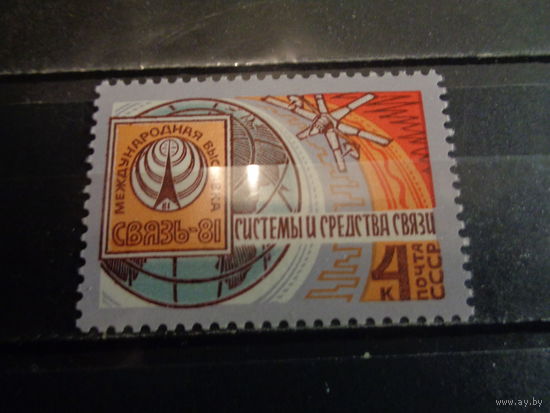 МЕЖДУНАРОДНАЯ ВЫСТАВКА
СВЯЗЬ-81
СИСТЕМЫ И СРЕДСТВА СВЯЗИ
4 К
ПОЧТА
СССР
www.ay.by